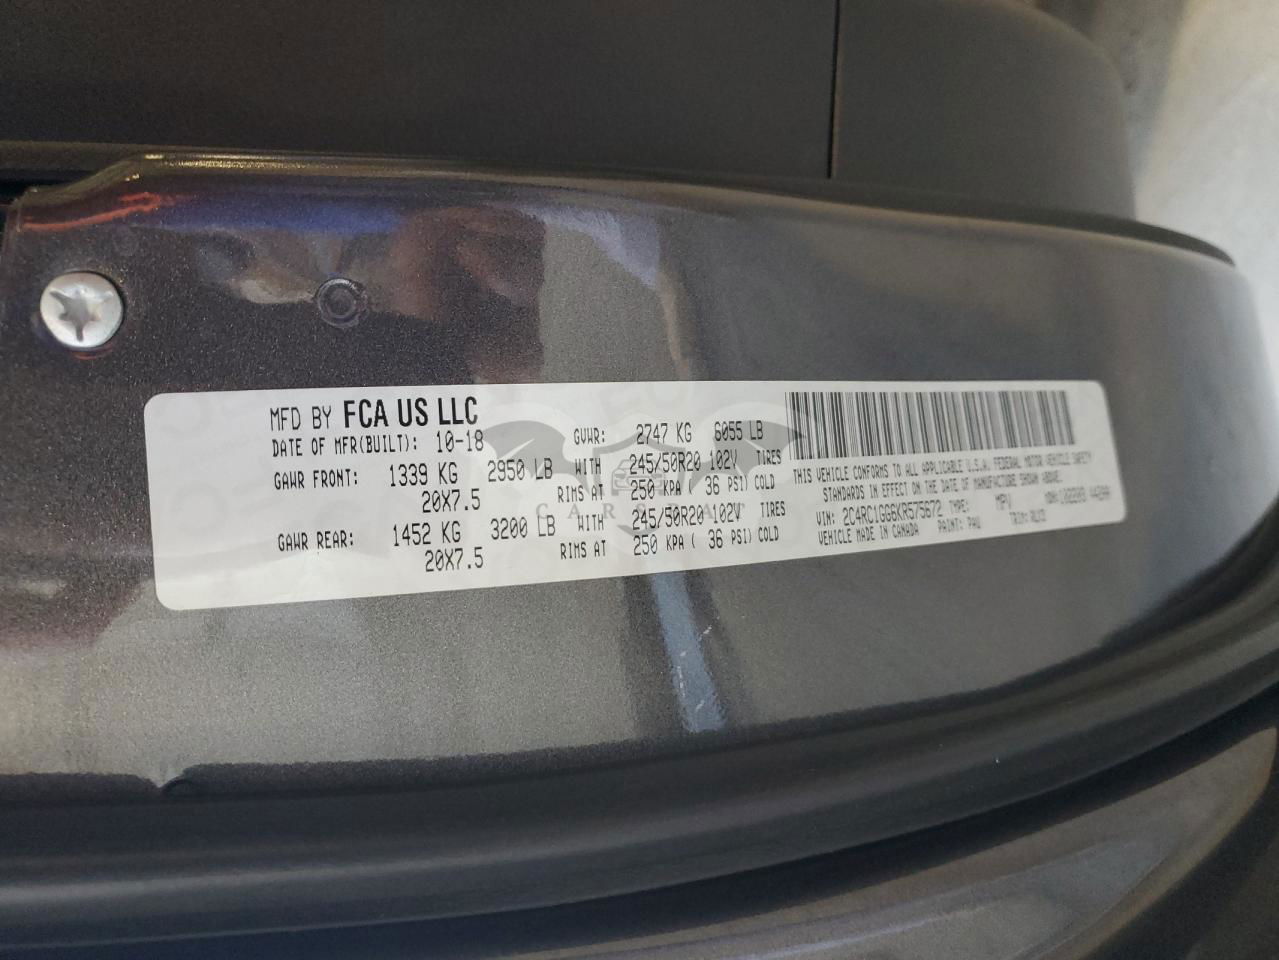 MFD BY FCA US LLC
DATE OF MFR(BUILT): 10-18 GVWR: 2747 KG 6055 LB
GAWR FRONT: 1339 KG 2950 LB WITH 245/50R20 102V TIRES
20X7.5 RIMS AT 250 KPA ( 36 PSI) COLD
GAWR REAR: 1452 KG 3200 LB WITH 245/50R20 102V TIRES
20X7.5 RIMS AT 250 KPA ( 36 PSI) COLD
THIS VEHICLE CONFORMS TO ALL APPLICABLE U.S.A. FEDERAL MOTOR VEHICLE SAFETY
STANDARDS IN EFFECT ON THE DATE OF MANUFACTURE SHOWN ABOVE.
VIN: 2C4RC1GG6KR575672 TYPE: MPV MDH:
VEHICLE MADE IN CANADA PAINT: PAU TRIM: